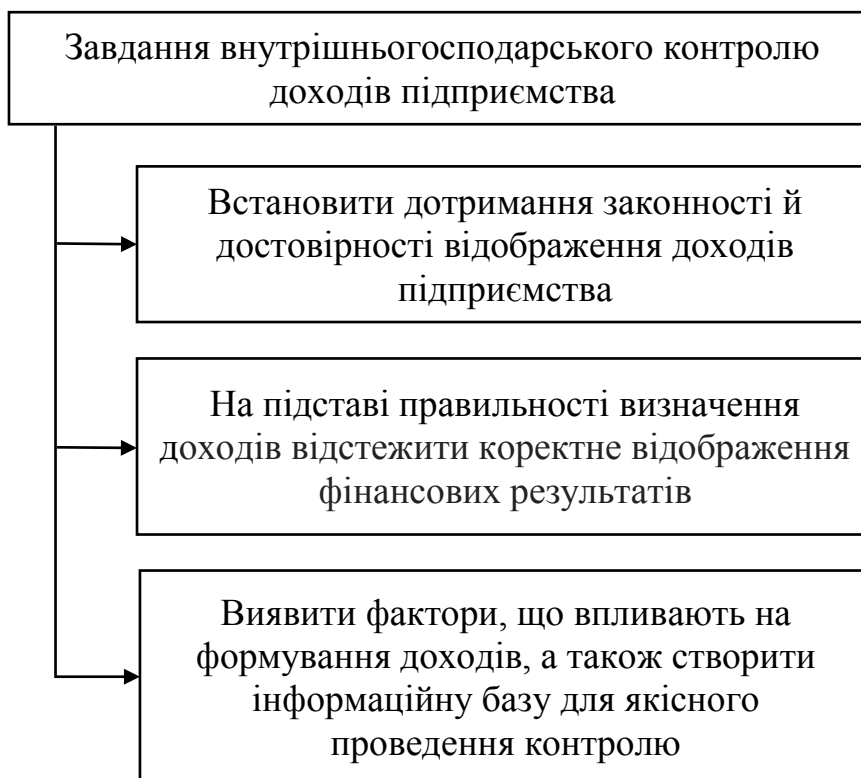 Завдання внутрішньогосподарського контролю
доходів підприємства
Встановити дотримання законності й
достовірності відображення доходів
підприємства
На підставі правильності визначення
доходів відстежити коректне відображення
фінансових результатів
Виявити фактори, що впливають на
формування доходів, а також створити
інформаційну базу для якісного
проведення контролю